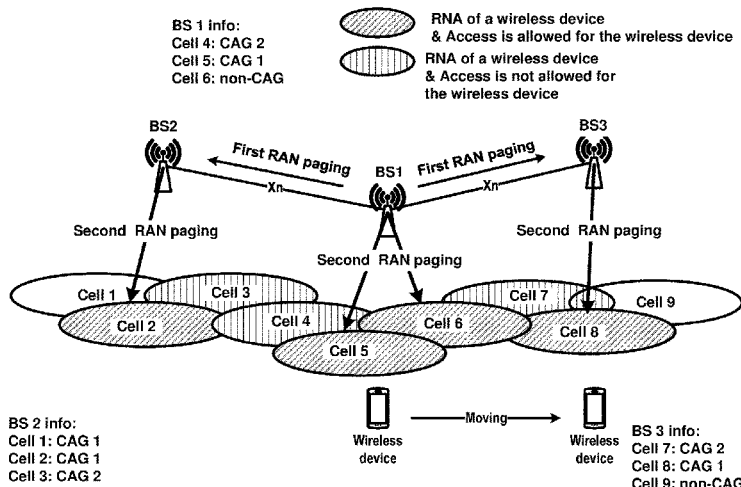 BS 1 info:
Cell 4: CAG 2
Cell 5: CAG 1
Cell 6: non-CAG
RNA of a wireless device
& Access is allowed for the wireless device
RNA of a wireless device
& Access is not allowed for
the wireless device
BS2
First RAN paging
Xn
BS1
First RAN paging
Xn
BS3
Second RAN paging
Second RAN paging
Second RAN paging
Cell 1
Cell 3
Cell 2
Cell 4
Cell 5
Cell 6
Cell 7
Cell 8
Cell 9
Wireless
device
Moving
Wireless
device
BS 2 info:
Cell 1: CAG 1
Cell 2: CAG 1
Cell 3: CAG 2
BS 3 info:
Cell 7: CAG 2
Cell 8: CAG 1
Cell 9: non-CAG